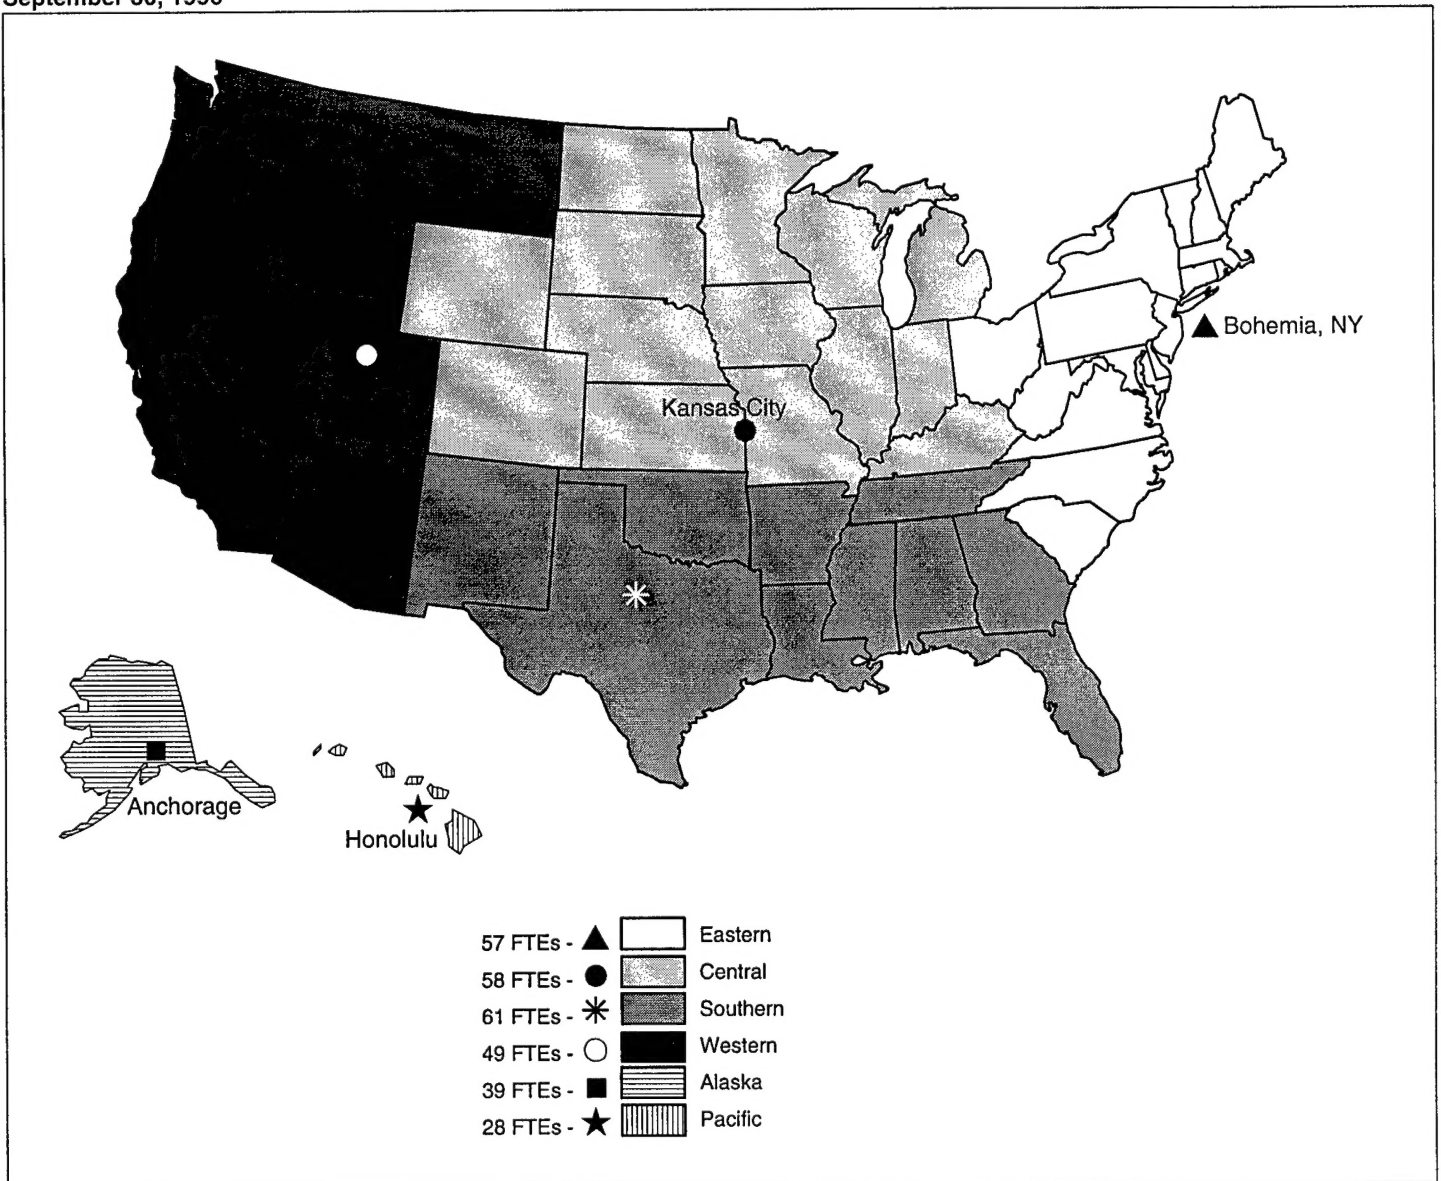 Bohemia, NY
Kansas City
Anchorage
Honolulu
57 FTEs - Eastern
58 FTEs - Central
61 FTEs - Southern
49 FTEs - Western
39 FTEs - Alaska
28 FTEs - Pacific